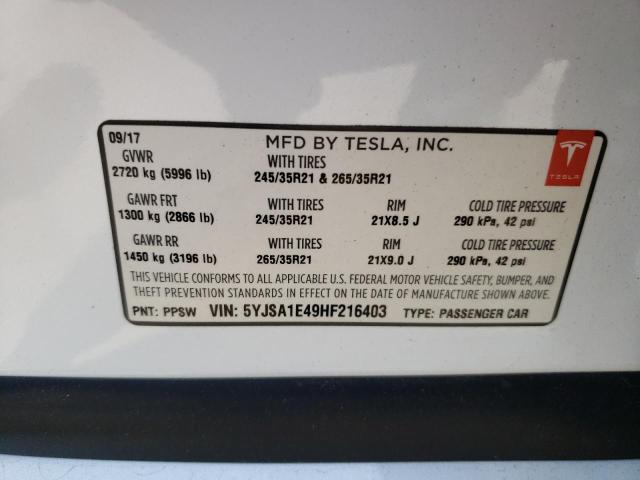 09/17 MFD BY TESLA, INC.
GVWR WITH TIRES
2720 kg (5996 lb) 245/35R21 & 265/35R21
TESLA
GAWR FRT WITH TIRES RIM COLD TIRE PRESSURE
1300 kg (2866 lb) 245/35R21 21X8.5 J 290 kPa, 42 psi
GAWR RR WITH TIRES RIM COLD TIRE PRESSURE
1450 kg (3196 lb) 265/35R21 21X9.0 J 290 kPa, 42 psi
THIS VEHICLE CONFORMS TO ALL APPLICABLE U.S. FEDERAL MOTOR VEHICLE SAFETY, BUMPER, AND
THEFT PREVENTION STANDARDS IN EFFECT ON THE DATE OF MANUFACTURE SHOWN ABOVE.
PNT: PPSW VIN: 5YJSA1E49HF216403 TYPE: PASSENGER CAR